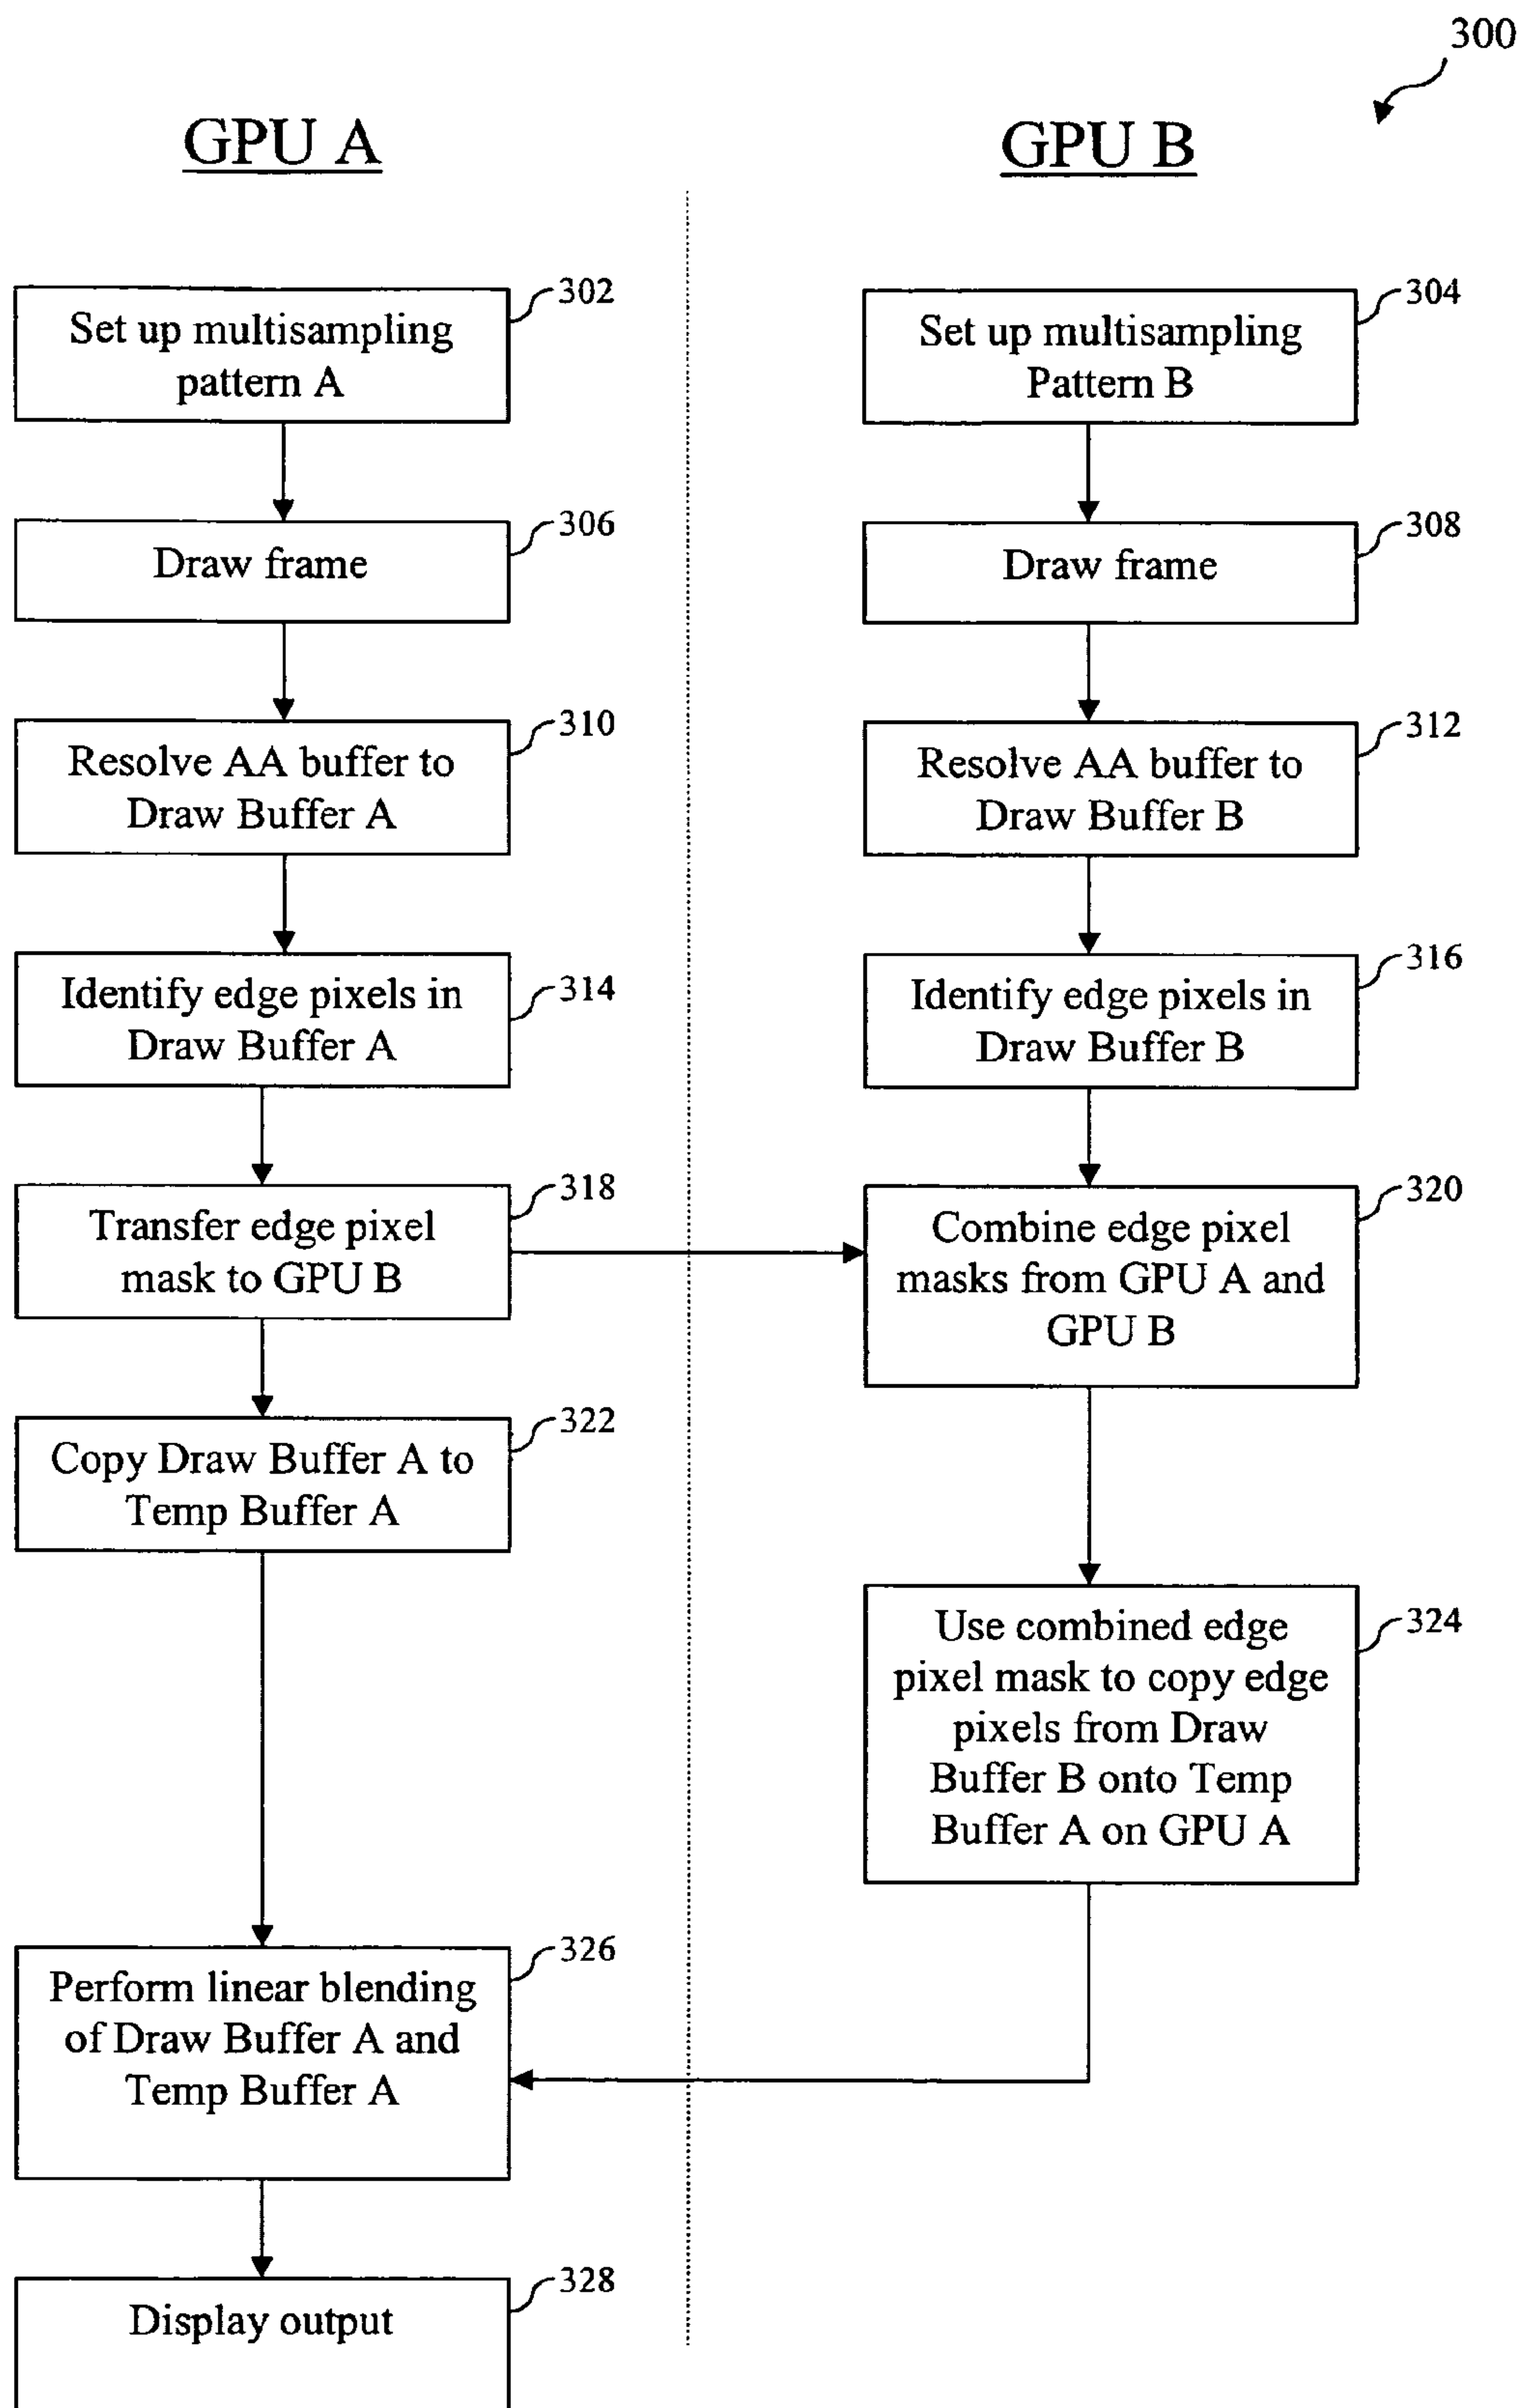 300
GPU A
GPU B
302
Set up multisampling
pattern A
304
Set up multisampling
Pattern B
306
Draw frame
308
Draw frame
310
Resolve AA buffer to
Draw Buffer A
312
Resolve AA buffer to
Draw Buffer B
314
Identify edge pixels in
Draw Buffer A
316
Identify edge pixels in
Draw Buffer B
318
Transfer edge pixel
mask to GPU B
320
Combine edge pixel
masks from GPU A and
GPU B
322
Copy Draw Buffer A to
Temp Buffer A
324
Use combined edge
pixel mask to copy edge
pixels from Draw
Buffer B onto Temp
Buffer A on GPU A
326
Perform linear blending
of Draw Buffer A and
Temp Buffer A
328
Display output